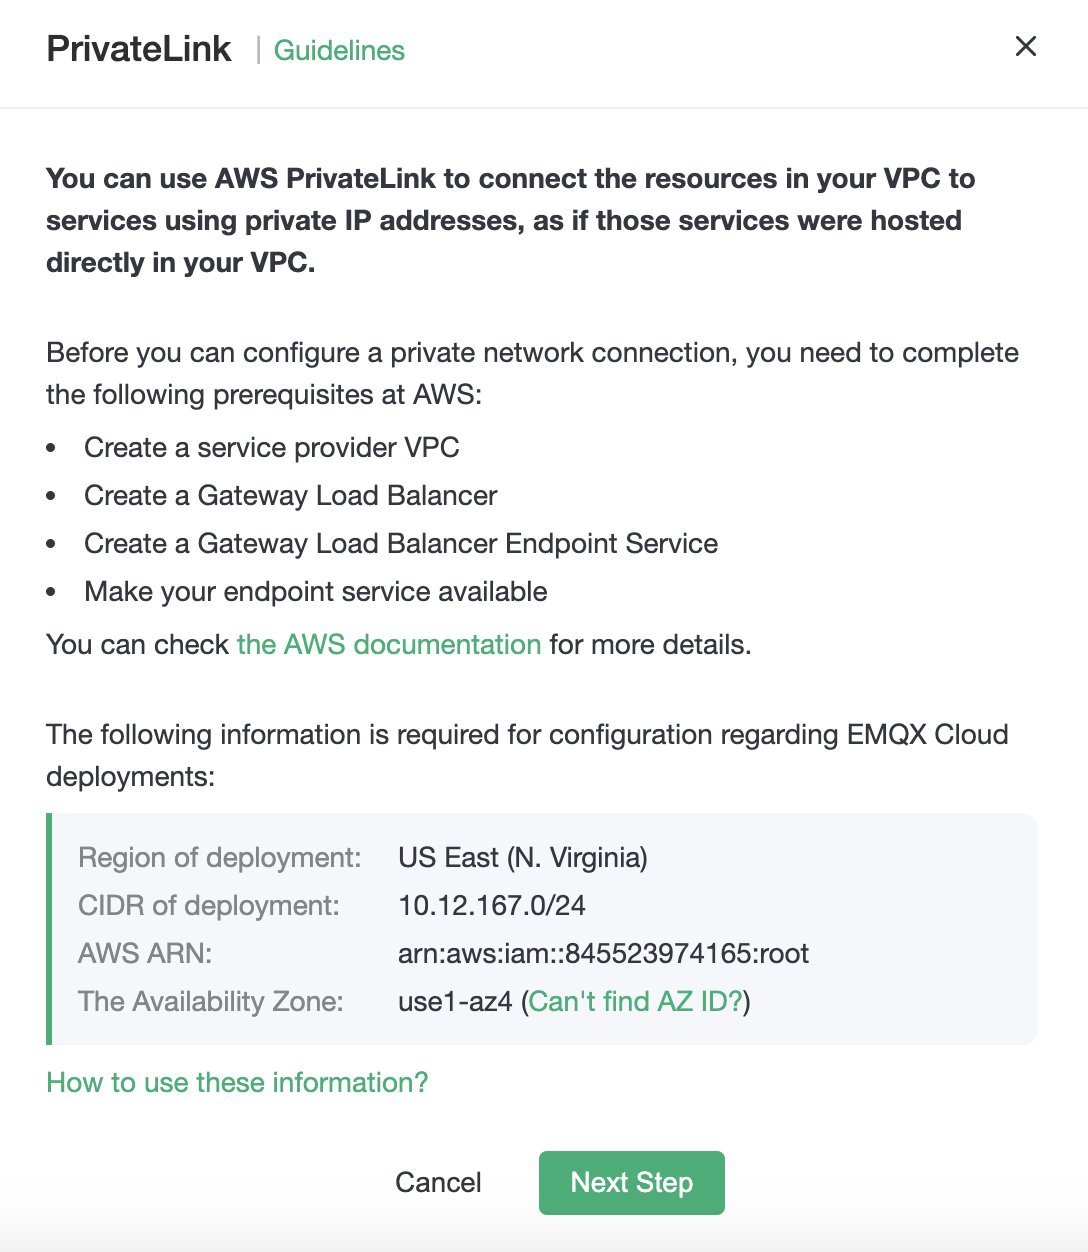 PrivateLink | Guidelines
You can use AWS PrivateLink to connect the resources in your VPC to
services using private IP addresses, as if those services were hosted
directly in your VPC.
Before you can configure a private network connection, you need to complete
the following prerequisites at AWS:
• Create a service provider VPC
• Create a Gateway Load Balancer
• Create a Gateway Load Balancer Endpoint Service
• Make your endpoint service available
You can check the AWS documentation for more details.
The following information is required for configuration regarding EMQX Cloud
deployments:
Region of deployment: US East (N. Virginia)
CIDR of deployment: 10.12.167.0/24
AWS ARN: arn:aws:iam::845523974165:root
The Availability Zone: use1-az4 (Can't find AZ ID?)
How to use these information?
Cancel Next Step